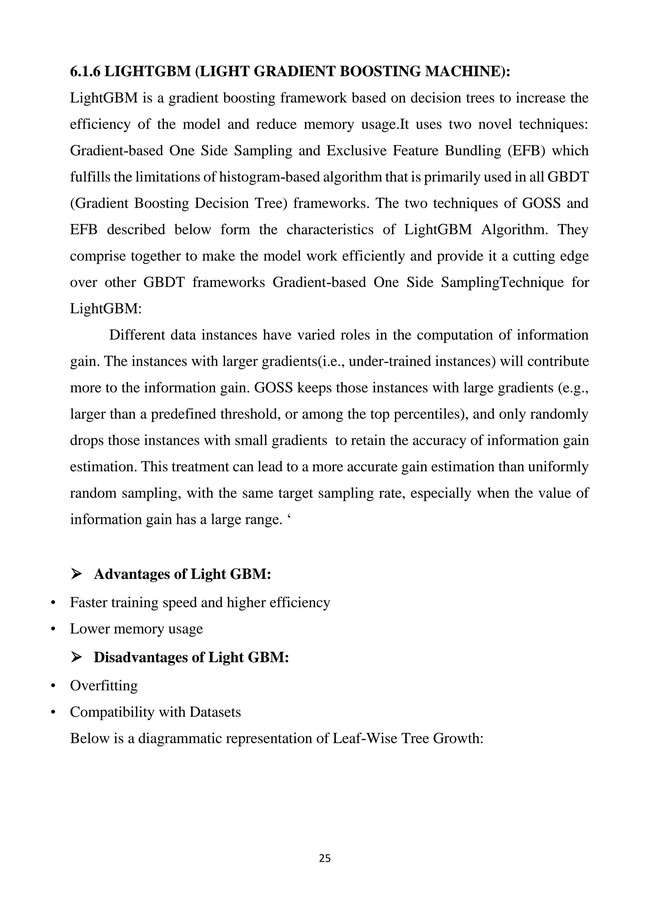 6.1.6 LIGHTGBM (LIGHT GRADIENT BOOSTING MACHINE):
LightGBM is a gradient boosting framework based on decision trees to increase the
efficiency of the model and reduce memory usage.It uses two novel techniques:
Gradient-based One Side Sampling and Exclusive Feature Bundling (EFB) which
fulfills the limitations of histogram-based algorithm that is primarily used in all GBDT
(Gradient Boosting Decision Tree) frameworks. The two techniques of GOSS and
EFB described below form the characteristics of LightGBM Algorithm. They
comprise together to make the model work efficiently and provide it a cutting edge
over other GBDT frameworks Gradient-based One Side SamplingTechnique for
LightGBM:
Different data instances have varied roles in the computation of information
gain. The instances with larger gradients(i.e., under-trained instances) will contribute
more to the information gain. GOSS keeps those instances with large gradients (e.g.,
larger than a predefined threshold, or among the top percentiles), and only randomly
drops those instances with small gradients to retain the accuracy of information gain
estimation. This treatment can lead to a more accurate gain estimation than uniformly
random sampling, with the same target sampling rate, especially when the value of
information gain has a large range. ‘
➢ Advantages of Light GBM:
• Faster training speed and higher efficiency
• Lower memory usage
➢ Disadvantages of Light GBM:
• Overfitting
• Compatibility with Datasets
Below is a diagrammatic representation of Leaf-Wise Tree Growth:
25